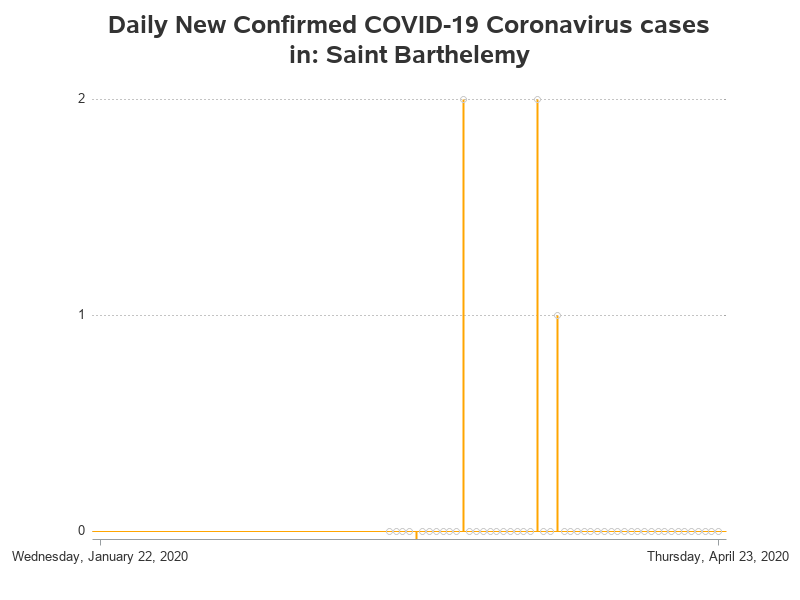 Daily New Confirmed COVID-19 Coronavirus cases
in: Saint Barthelemy
2
1
0
Wednesday, January 22, 2020
Thursday, April 23, 2020